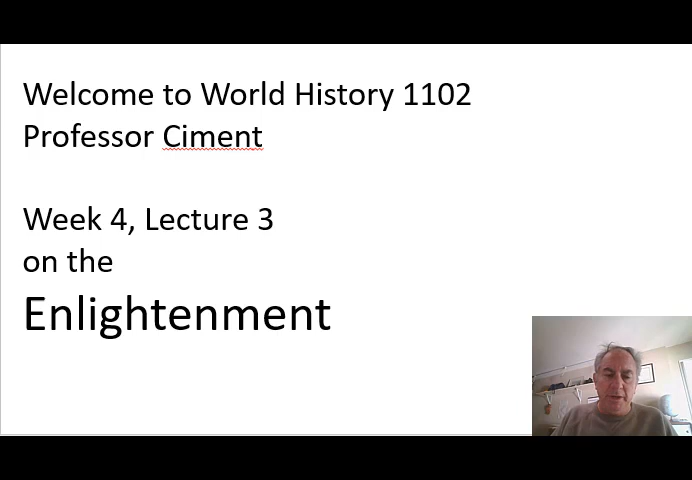 Welcome to World History 1102
Professor Ciment
Week 4, Lecture 3
on the
Enlightenment